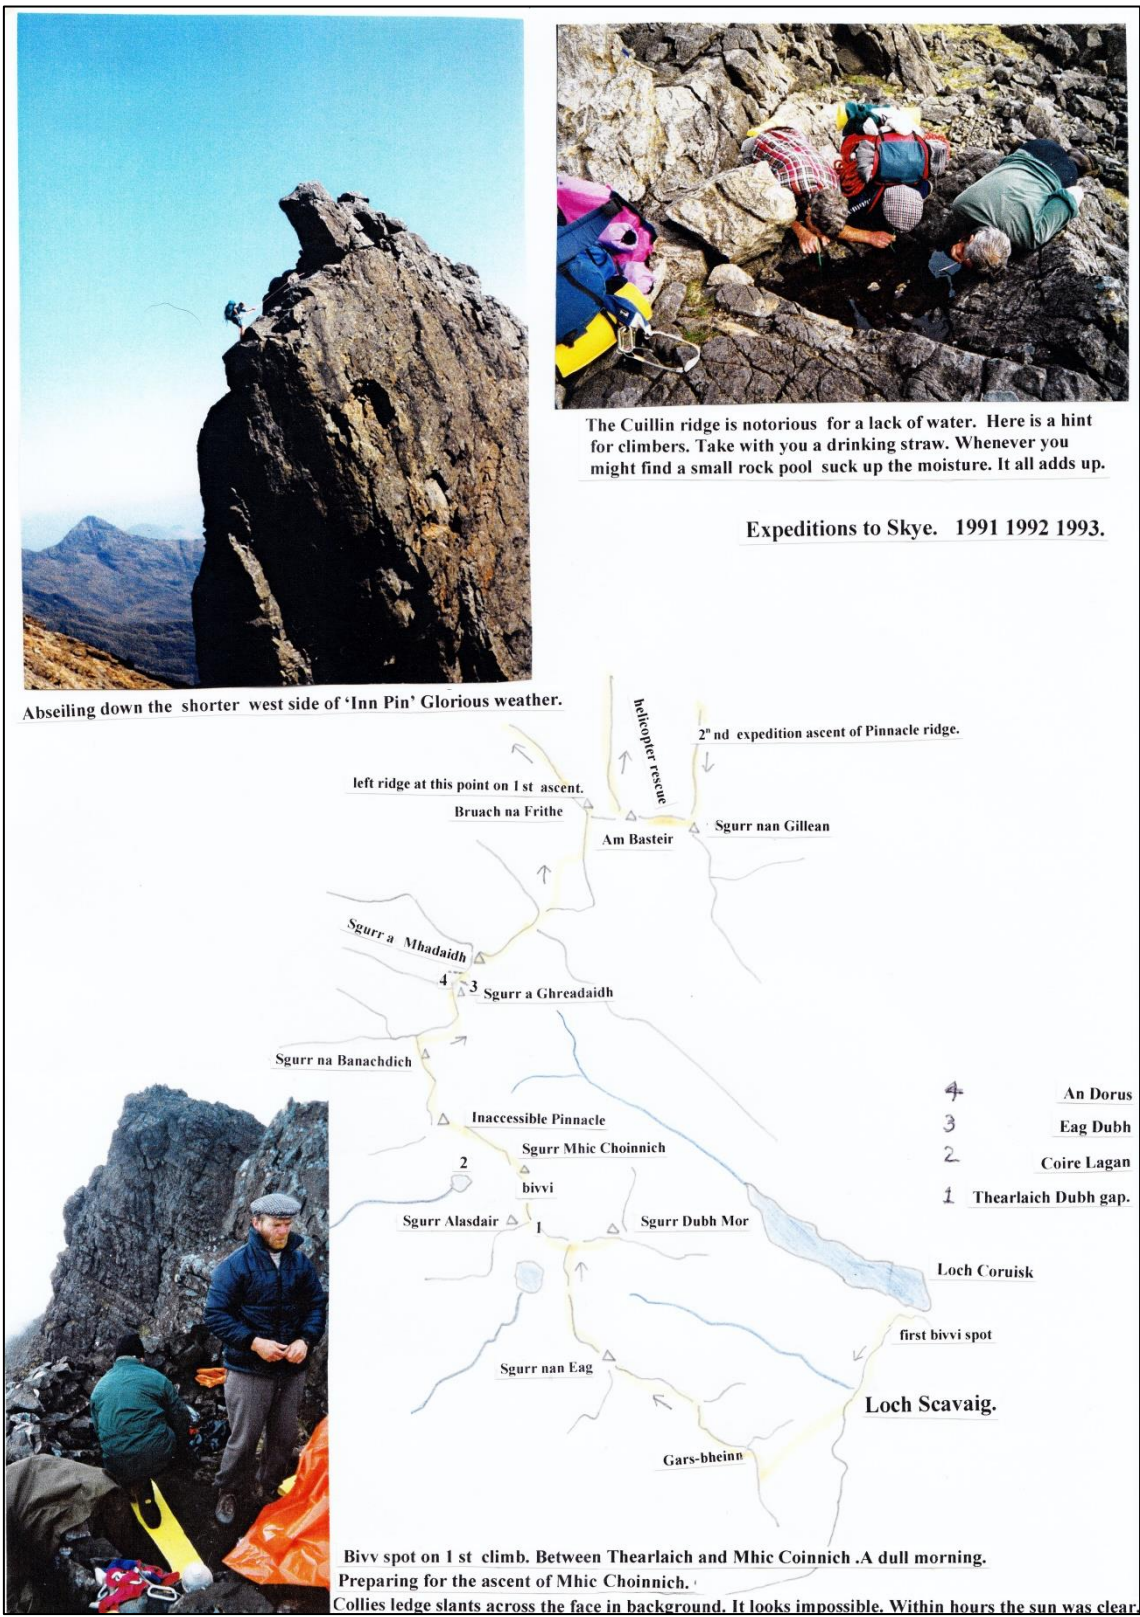 The Cuillin ridge is notorious for a lack of water. Here is a hint
for climbers. Take with you a drinking straw. Whenever you
might find a small rock pool suck up the moisture. It all adds up.
Expeditions to Skye. 1991 1992 1993.
Abseiling down the shorter west side of ‘Inn Pin’ Glorious weather.
helicopter rescue
2ⁿ nd expedition ascent of Pinnacle ridge.
left ridge at this point on 1 st ascent.
Bruach na Frithe
Am Basteir
Sgurr nan Gillean
Sgurr a Mhadaidh
4
3
Sgurr a Ghreadaidh
Sgurr na Banachdich
Inaccessible Pinnacle
Sgurr Mhic Choinnich
2
bivvi
Sgurr Alasdair
1
Sgurr Dubh Mor
4 An Dorus
3 Eag Dubh
2 Coire Lagan
1 Thearlaich Dubh gap.
Loch Coruisk
first bivvi spot
Sgurr nan Eag
Loch Scavaig.
Gars-bheinn
Bivv spot on 1 st climb. Between Thearlaich and Mhic Coinnich .A dull morning.
Preparing for the ascent of Mhic Choinnich.
Collies ledge slants across the face in background. It looks impossible. Within hours the sun was clear.